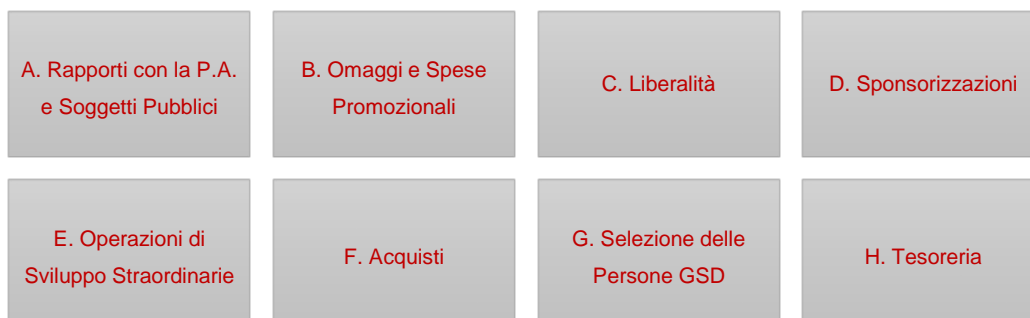 A. Rapporti con la P.A.
e Soggetti Pubblici
B. Omaggi e Spese
Promozionali
C. Liberalità
D. Sponsorizzazioni
E. Operazioni di
Sviluppo Straordinarie
F. Acquisti
G. Selezione delle
Persone GSD
H. Tesoreria